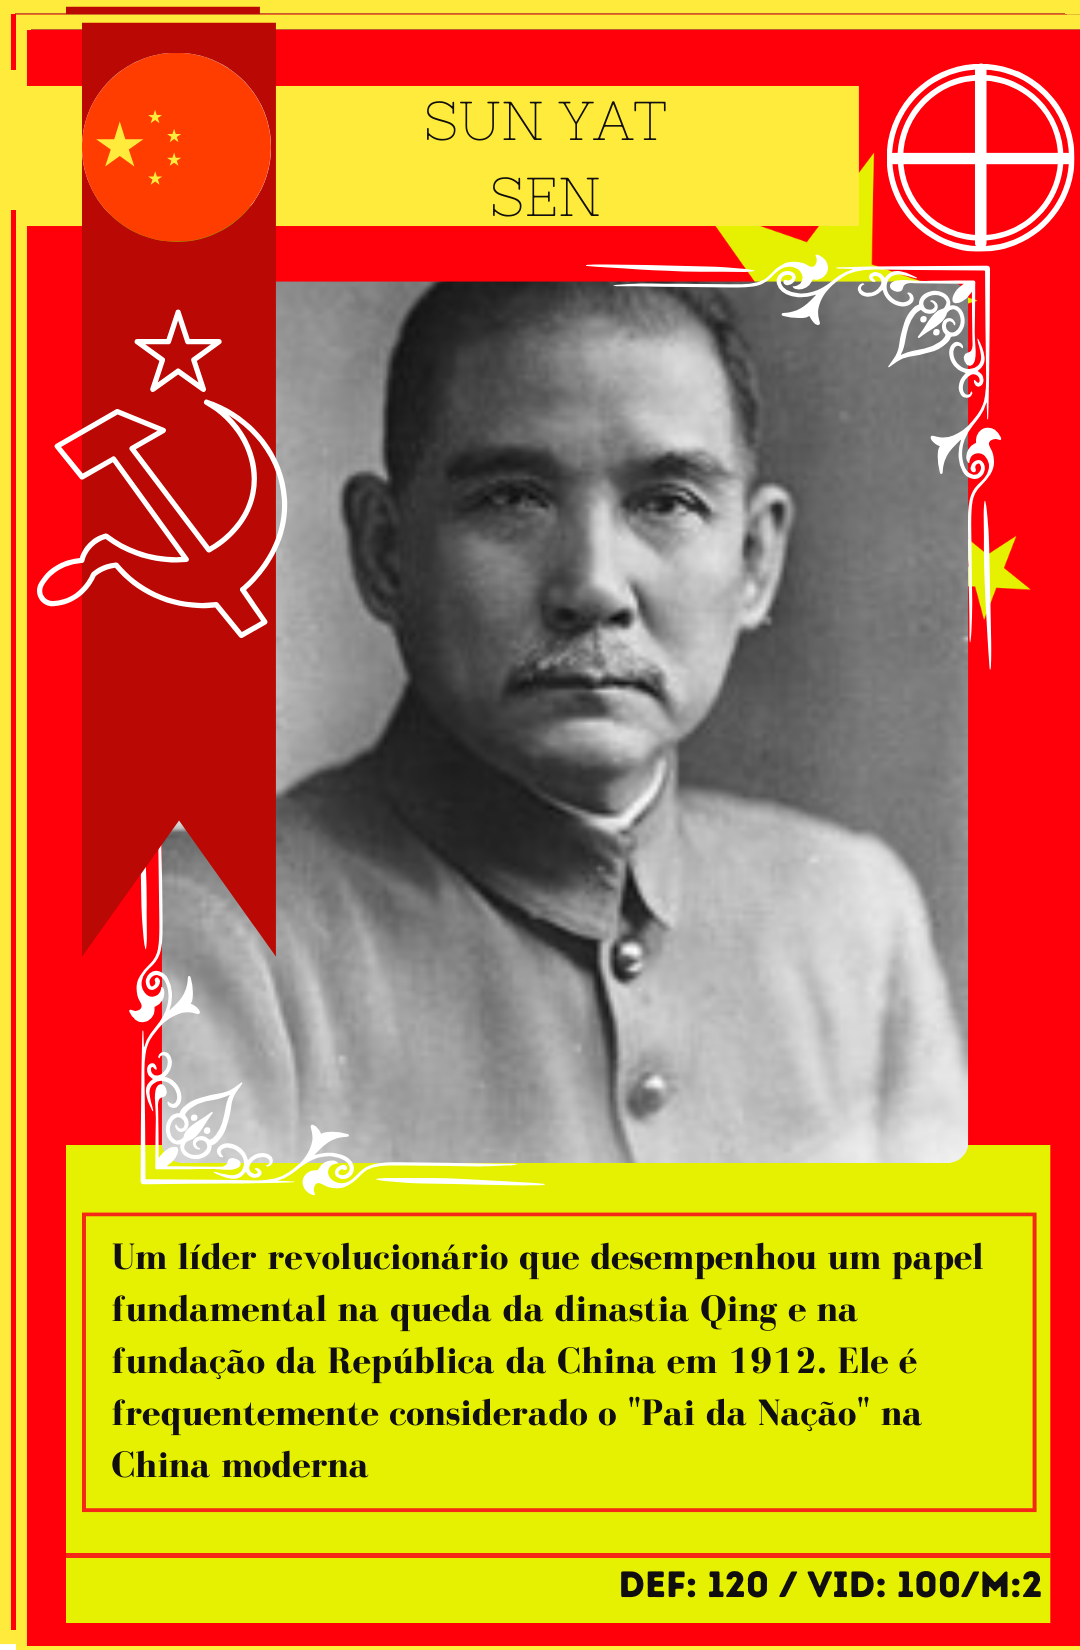 SUN YAT
SEN
Um líder revolucionário que desempenhou um papel
fundamental na queda da dinastia Qing e na
fundação da República da China em 1912. Ele é
frequentemente considerado o "Pai da Nação" na
China moderna
DEF: 120 / VID: 100/M:2